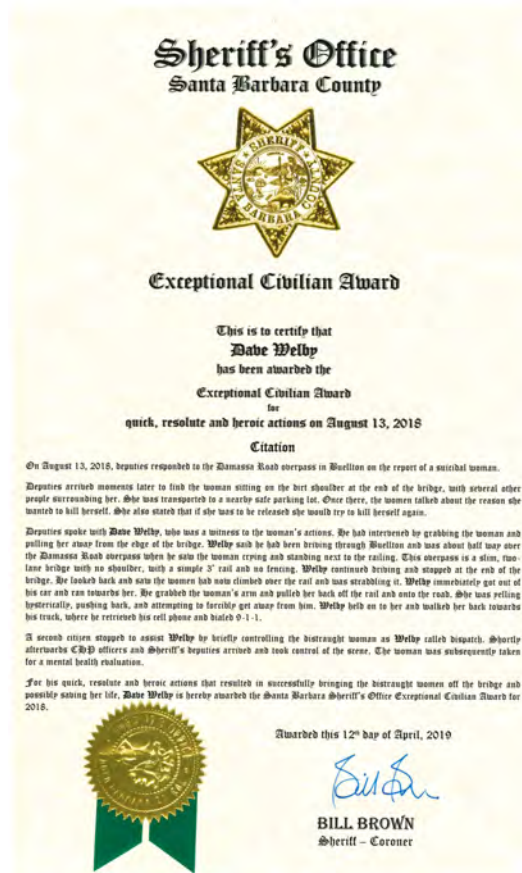 Sheriff's Office
Santa Barbara County
SHERIFF
SANTA BARBARA COUNTY
Exceptional Civilian Award
This is to certify that
Dave Welby
has been awarded the
Exceptional Civilian Award
for
quick, resolute and heroic actions on August 13, 2018
Citation
On August 13, 2018, deputies responded to the Damassa Road overpass in Buellton on the report of a suicidal woman.
Deputies arrived moments later to find the woman sitting on the dirt shoulder at the end of the bridge, with several other
people surrounding her. She was transported to a nearby safe parking lot. Once there, the women talked about the reason she
wanted to kill herself. She also stated that if she was to be released she would try to kill herself again.
Deputies spoke with Dave Welby, who was a witness to the woman's actions. He had intervened by grabbing the woman and
pulling her away from the edge of the bridge. Welby said he had been driving through Buellton and was about half way over
the Damassa Road overpass when he saw the woman crying and standing next to the railing. This overpass is a slim, two-
lane bridge with no shoulder, with a simple 3' rail and no fencing. Welby continued driving and stopped at the end of the
bridge. He looked back and saw the women had now climbed over the rail and was straddling it. Welby immediately got out of
his car and ran towards her. He grabbed the woman's arm and pulled her back off the rail and onto the road. She was yelling
hysterically, pushing back, and attempting to forcibly get away from him. Welby held on to her and walked her back towards
his truck, where he retrieved his cell phone and dialed 9-1-1.
A second citizen stopped to assist Welby by briefly controlling the distraught woman as Welby called dispatch. Shortly
afterwards CHP officers and Sheriff's deputies arrived and took control of the scene. The woman was subsequently taken
for a mental health evaluation.
For his quick, resolute and heroic actions that resulted in successfully bringing the distraught women off the bridge and
possibly saving her life, Dave Welby is hereby awarded the Santa Barbara Sheriff's Office Exceptional Civilian Award for
2018.
Awarded this 12th day of April, 2019
BILL BROWN
Sheriff – Coroner